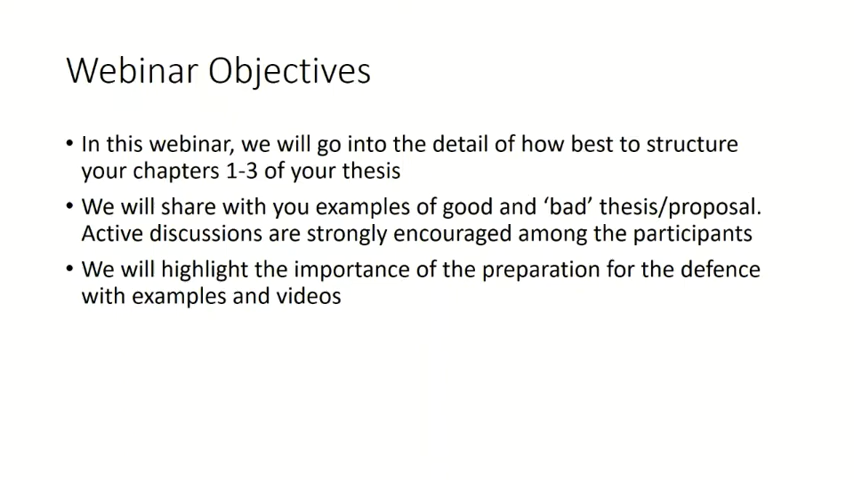 Webinar Objectives
• In this webinar, we will go into the detail of how best to structure
your chapters 1-3 of your thesis
• We will share with you examples of good and ‘bad’ thesis/proposal.
Active discussions are strongly encouraged among the participants
• We will highlight the importance of the preparation for the defence
with examples and videos